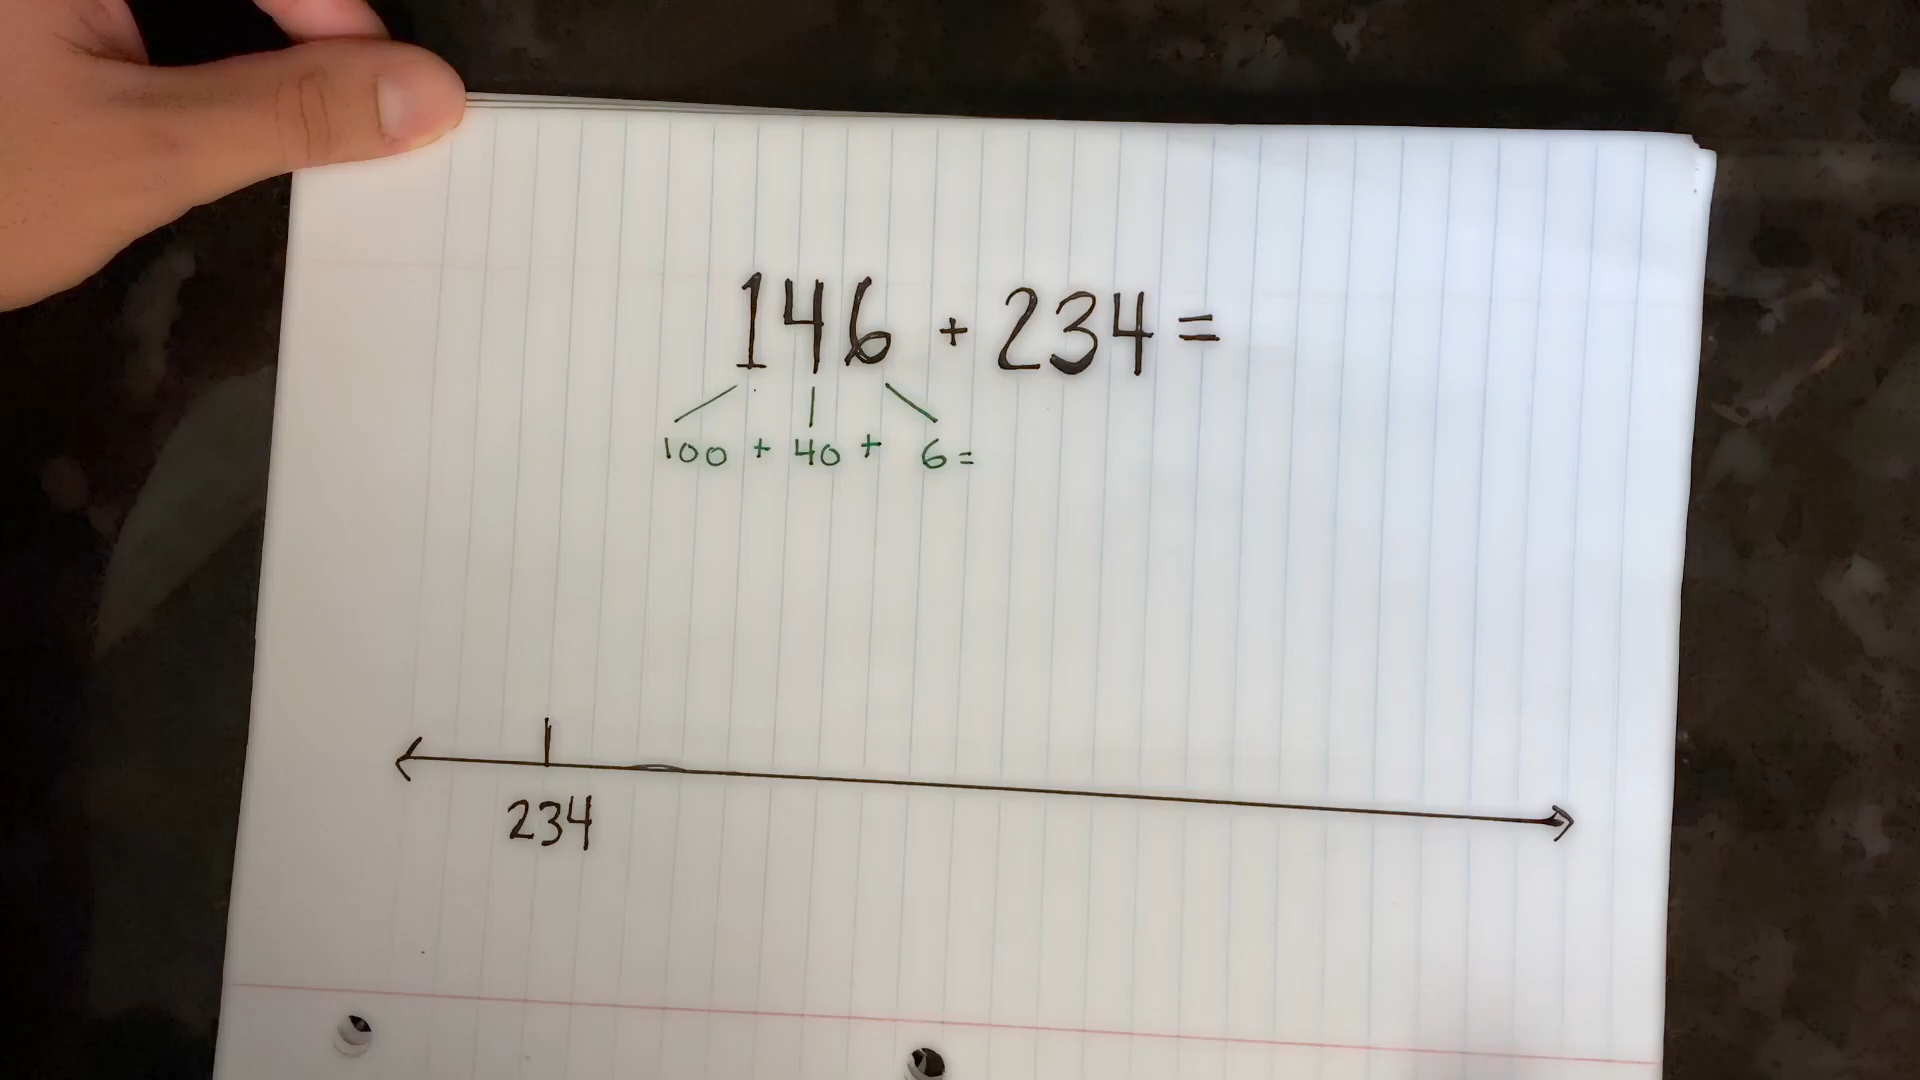 146 + 234 =
100 + 40 + 6 =
234